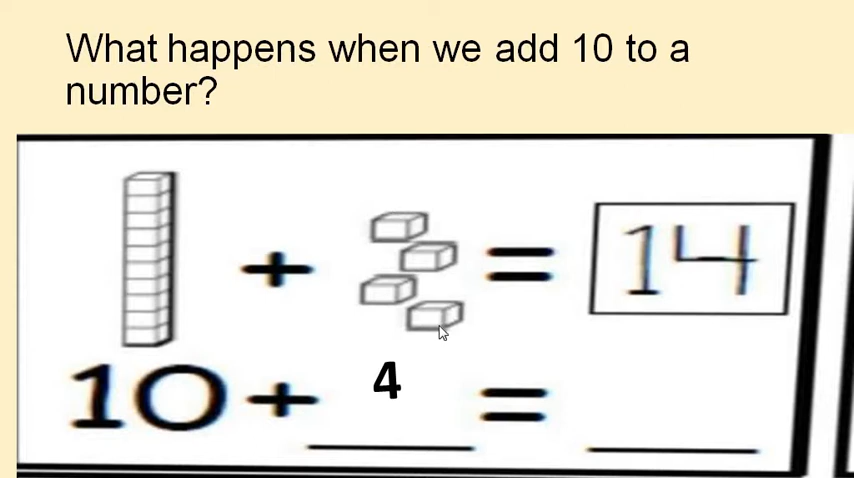 What happens when we add 10 to a
number?
+ = 14
10 + 4 =